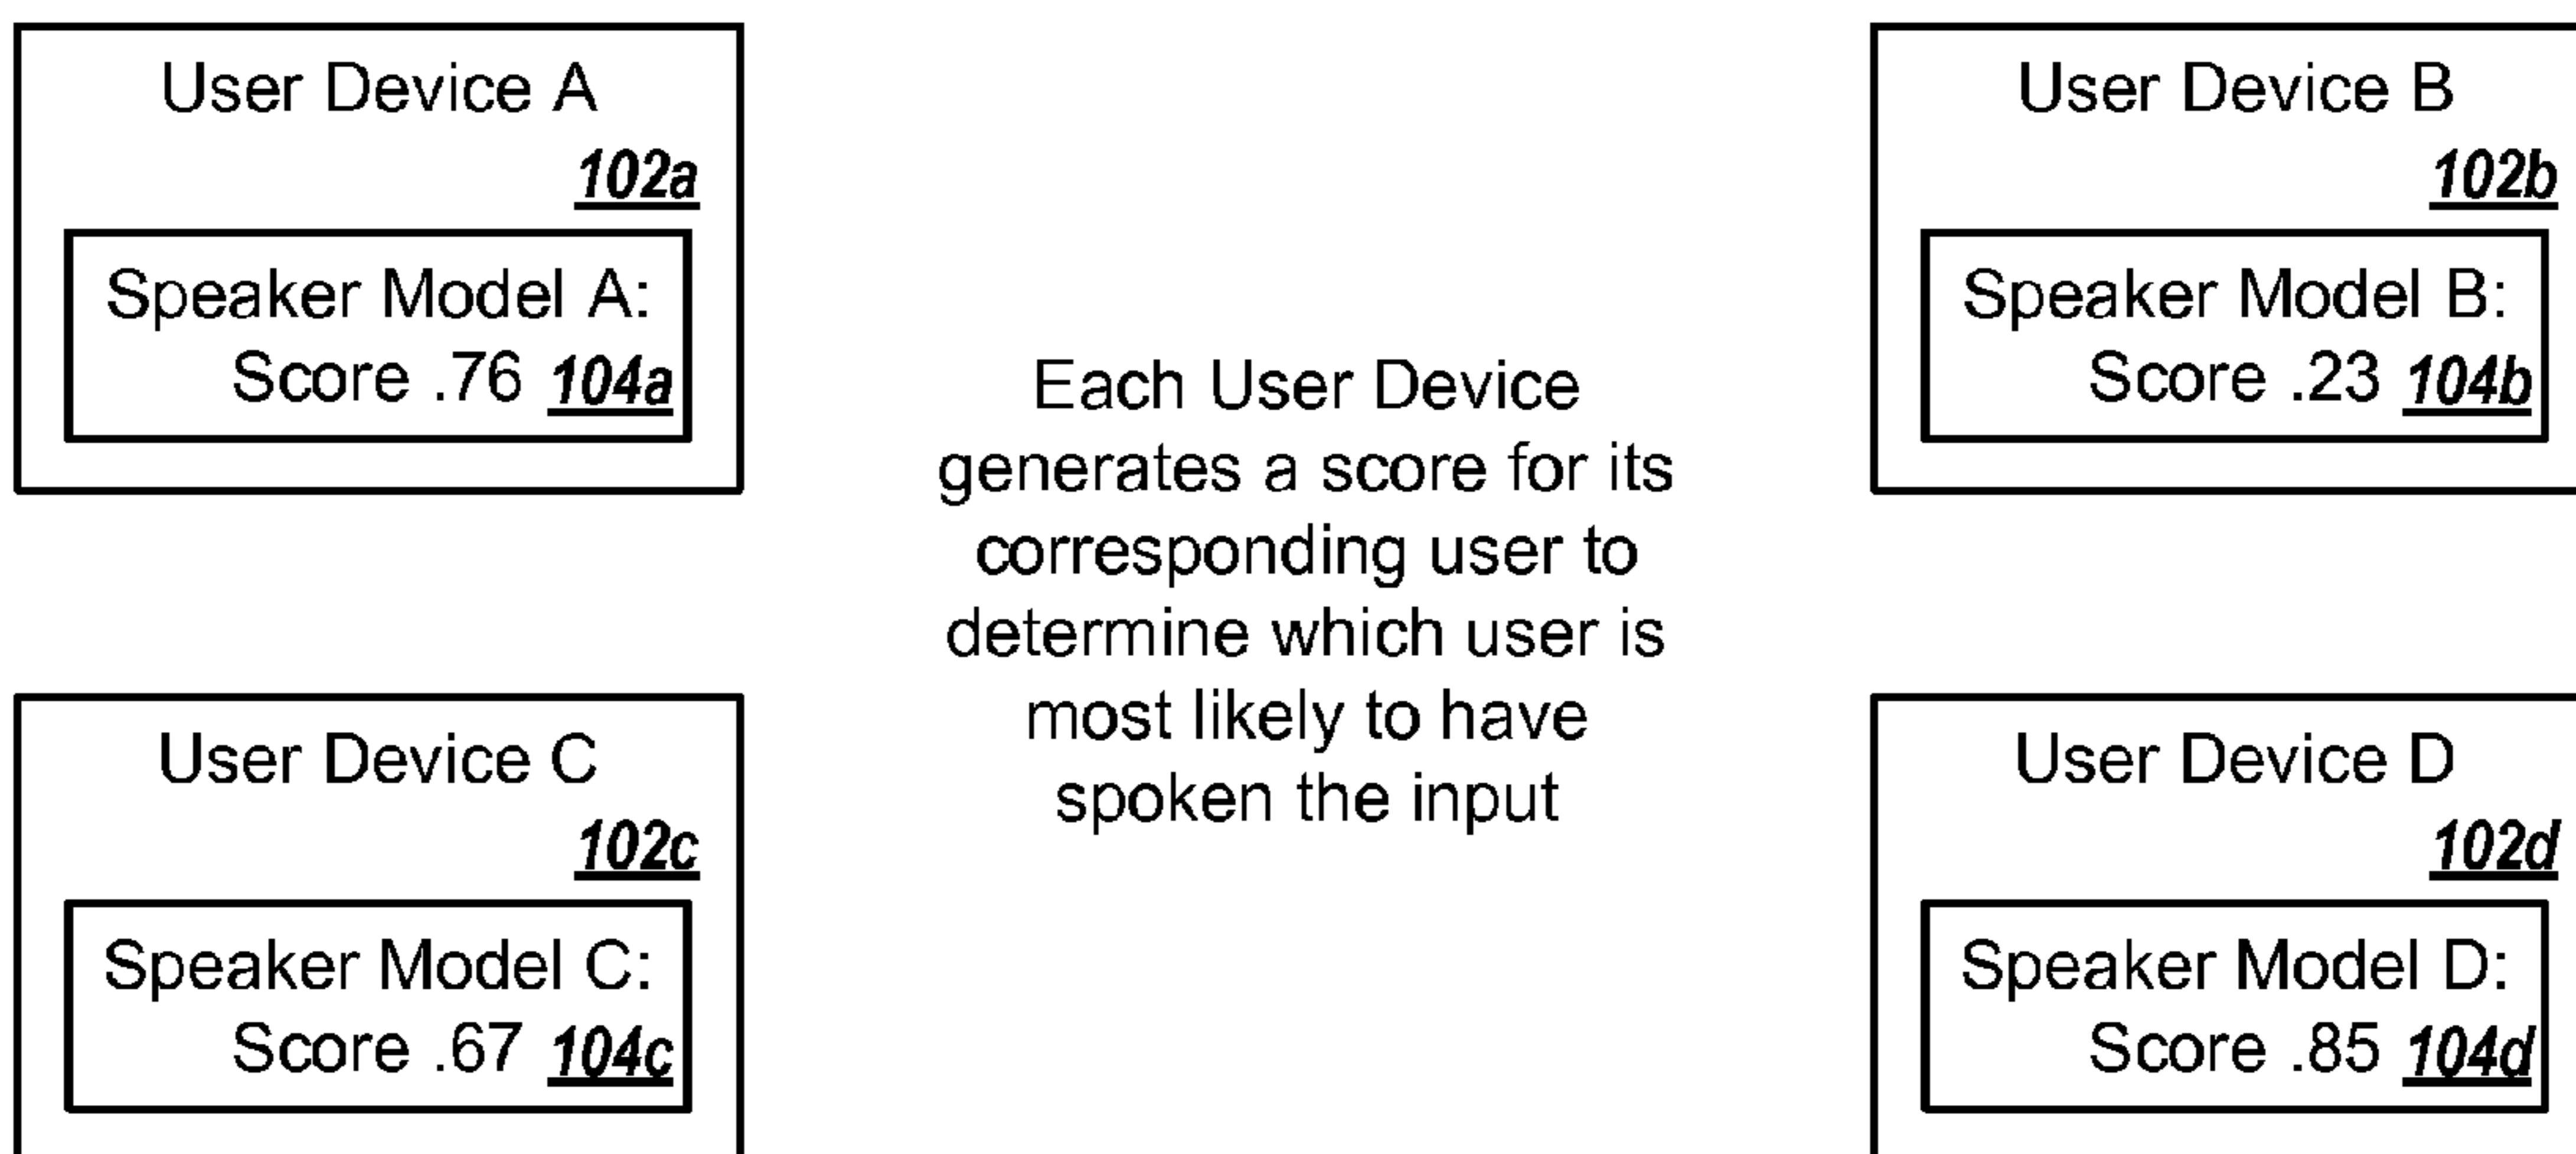 User Device A
102a
Speaker Model A:
Score .76 104a
User Device B
102b
Speaker Model B:
Score .23 104b
Each User Device
generates a score for its
corresponding user to
determine which user is
most likely to have
spoken the input
User Device C
102c
Speaker Model C:
Score .67 104c
User Device D
102d
Speaker Model D:
Score .85 104d